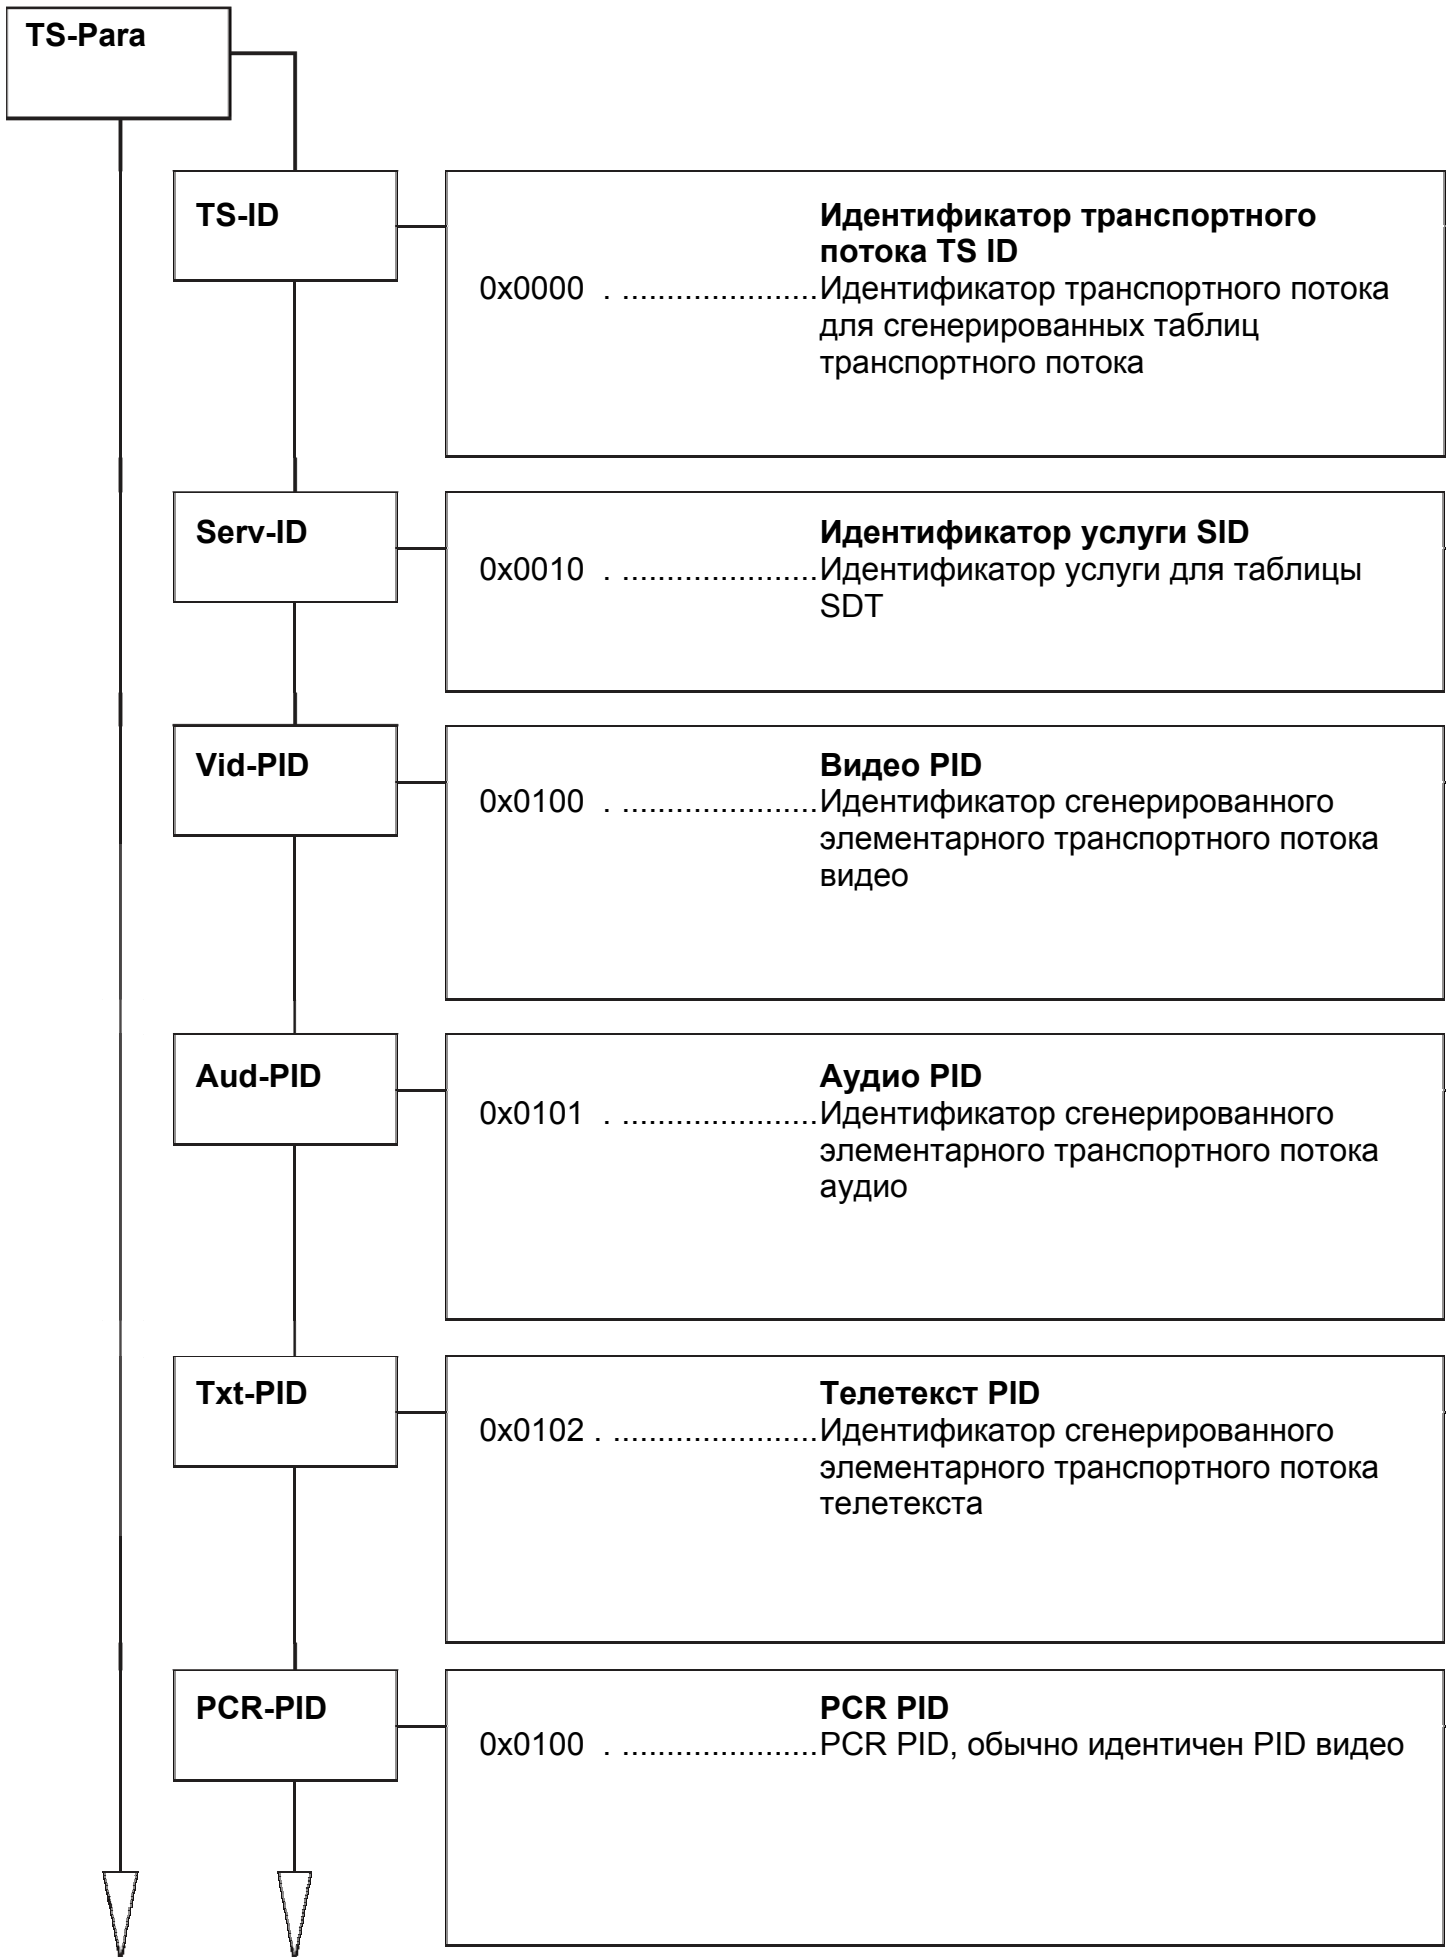 TS-Para
TS-ID
Идентификатор транспортного
потока TS ID
0x0000 . ......................Идентификатор транспортного потока
для сгенерированных таблиц
транспортного потока
Serv-ID
Идентификатор услуги SID
0x0010 . ......................Идентификатор услуги для таблицы
SDT
Vid-PID
Видео PID
0x0100 . ......................Идентификатор сгенерированного
элементарного транспортного потока
видео
Aud-PID
Аудио PID
0x0101 . ......................Идентификатор сгенерированного
элементарного транспортного потока
аудио
Txt-PID
Телетекст PID
0x0102 . .......................Идентификатор сгенерированного
элементарного транспортного потока
телетекста
PCR-PID
PCR PID
0x0100 . ......................PCR PID, обычно идентичен PID видео